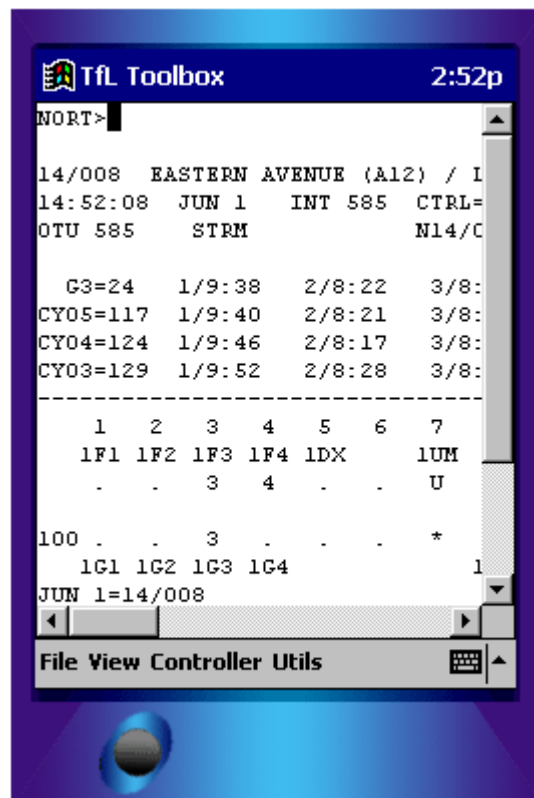 TfL Toolbox 2:52p
NORT>
14/008 EASTERN AVENUE (A12) / L
14:52:08 JUN 1 INT 585 CTRL=
OTU 585 STRM N14/0
G3=24 1/9:38 2/8:22 3/8:
CY05=117 1/9:40 2/8:21 3/8:
CY04=124 1/9:46 2/8:17 3/8:
CY03=129 1/9:52 2/8:28 3/8:
--------------------------------------
1 2 3 4 5 6 7
1F1 1F2 1F3 1F4 1DX 1UM
. . 3 4 . . U
100 . . 3 . . . *
1G1 1G2 1G3 1G4 1
JUN 1=14/008
File View Controller Utils